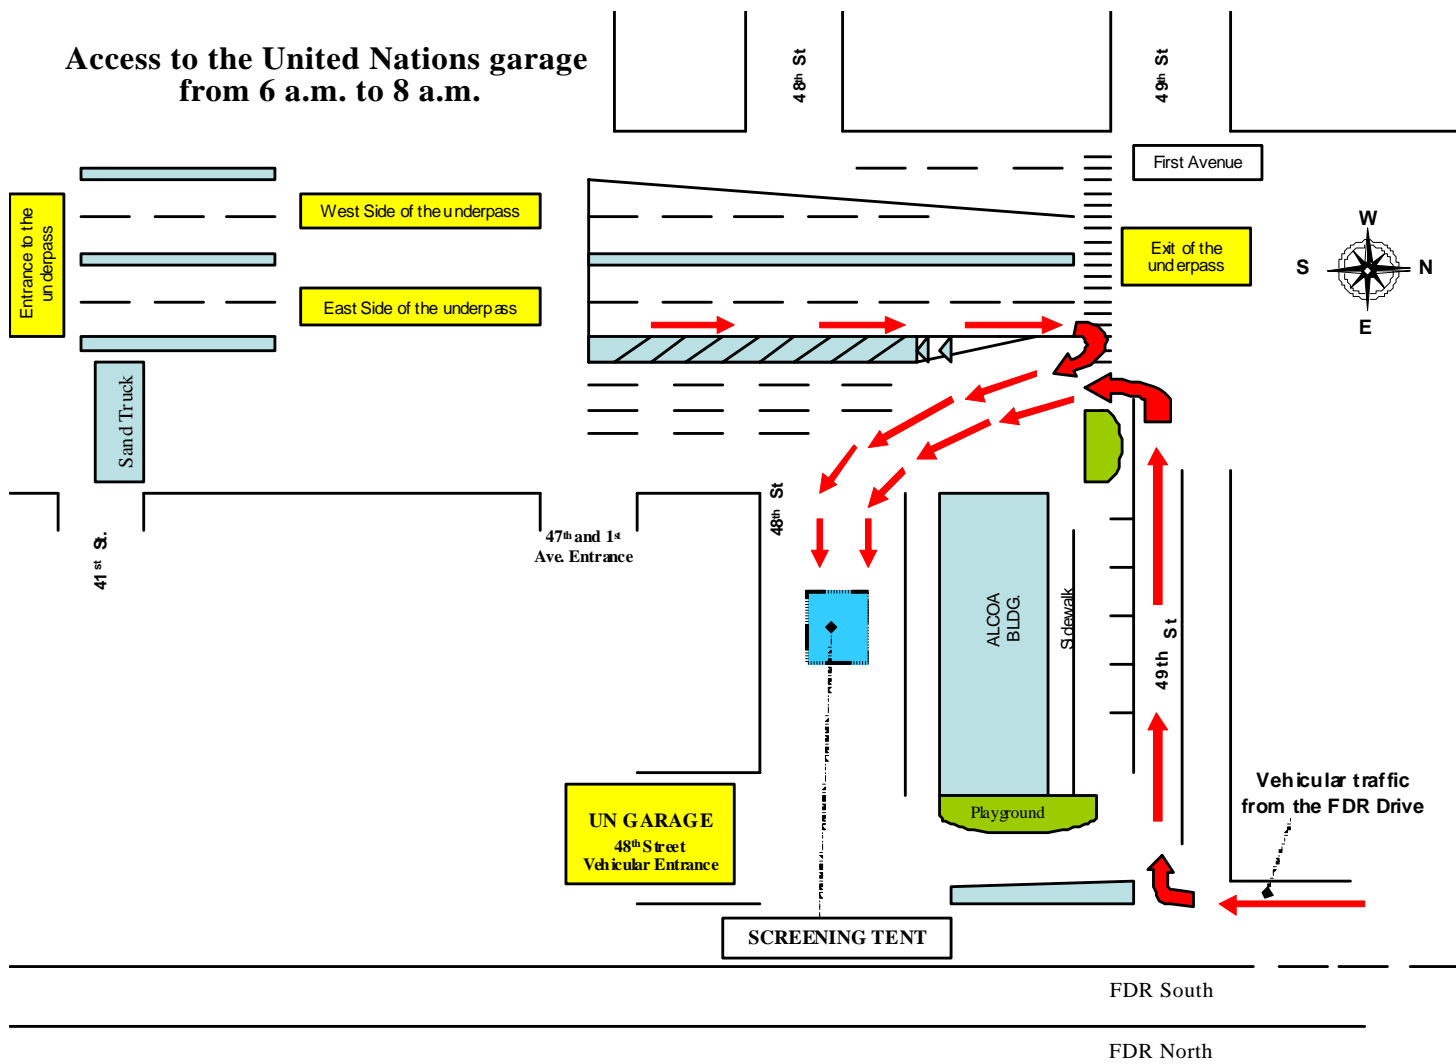 Access to the United Nations garage
from 6 a.m. to 8 a.m.
48th St
49th St
First Avenue
Entrance to the
underpass
West Side of the underpass
Exit of the
underpass
W
S
N
E
East Side of the underpass
Sand Truck
41st St.
47th and 1st
Ave. Entrance
48th St
ALCOA
BLDG.
Sidewalk
49th St
Vehicular traffic
from the FDR Drive
Playground
UN GARAGE
48th Street
Vehicular Entrance
SCREENING TENT
FDR South
FDR North